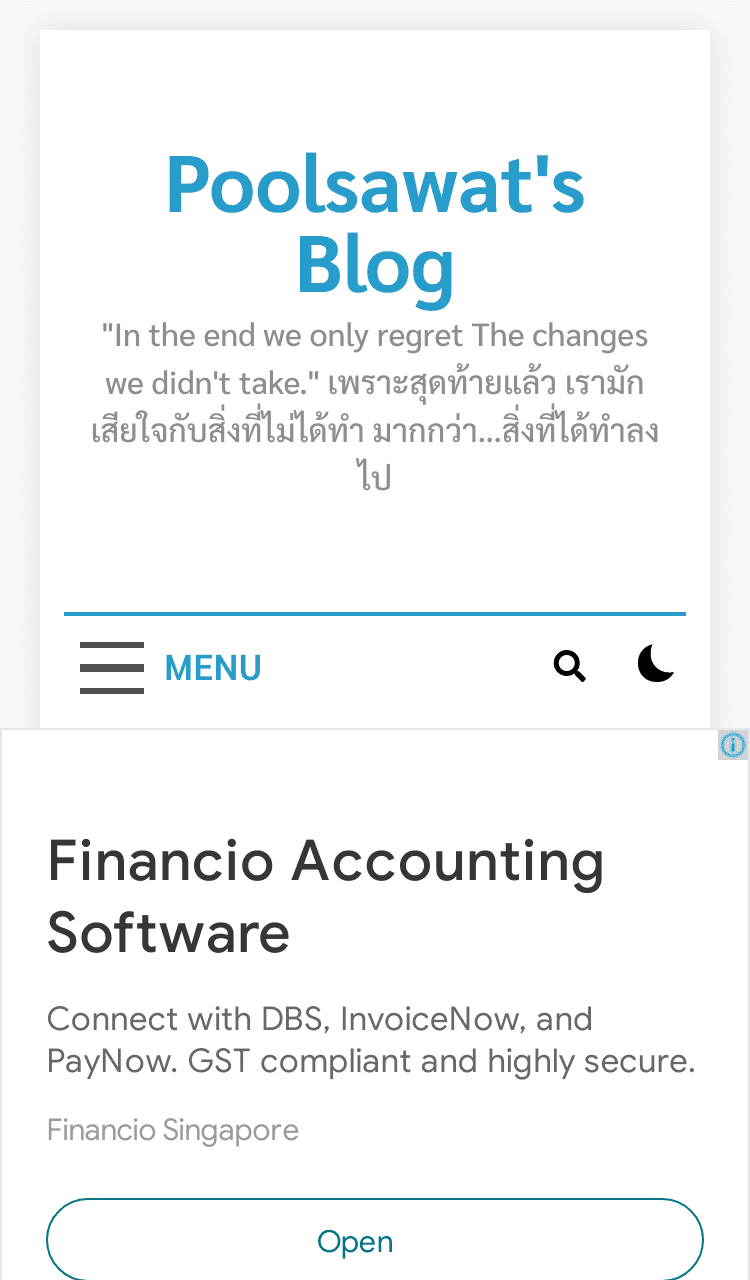 Poolsawat's
Blog
"In the end we only regret The changes
we didn't take." เพราะสุดท้ายแล้ว เรามัก
เสียใจกับสิ่งที่ไม่ได้ทำ มากกว่า...สิ่งที่ได้ทำลง
ไป
MENU
Financio Accounting
Software
Connect with DBS, InvoiceNow, and
PayNow. GST compliant and highly secure.
Financio Singapore
Open